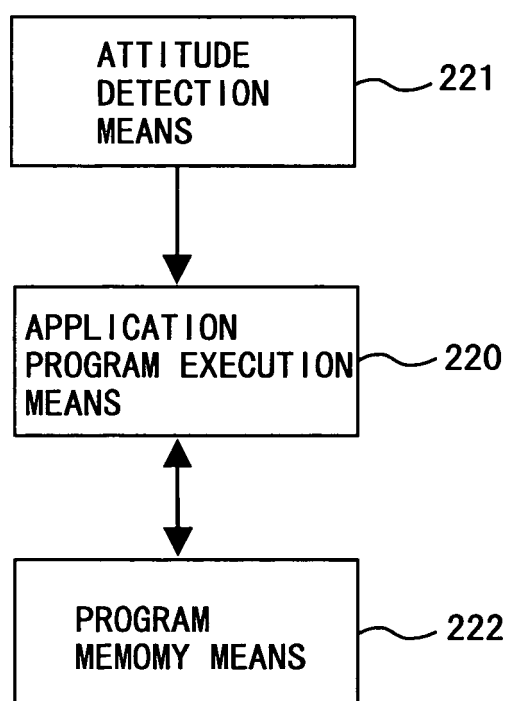 ATTITUDE
DETECTION
MEANS
221
APPLICATION
PROGRAM EXECUTION
MEANS
220
PROGRAM
MEMOMY MEANS
222